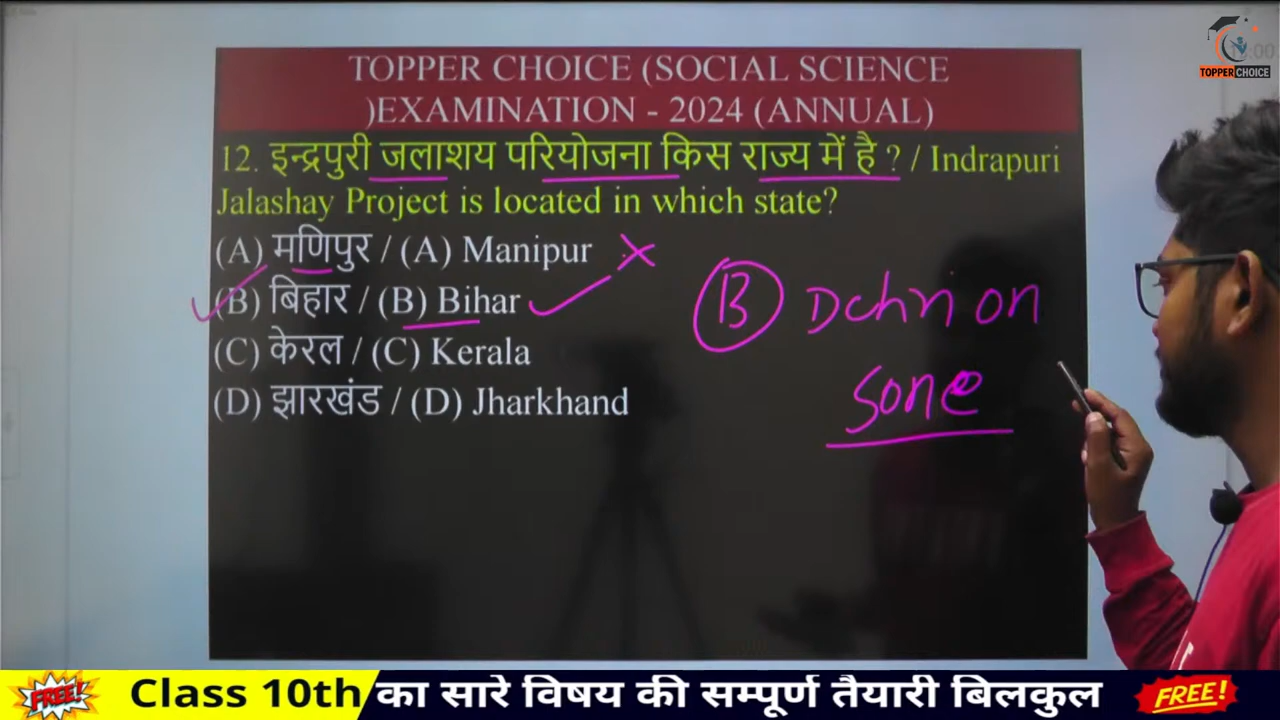 TOPPER CHOICE
TOPPER CHOICE (SOCIAL SCIENCE
)EXAMINATION - 2024 (ANNUAL)
12. इन्द्रपुरी जलाशय परियोजना किस राज्य में है ? / Indrapuri
Jalashay Project is located in which state?
(A) मणिपुर / (A) Manipur
(B) बिहार / (B) Bihar
(C) केरल / (C) Kerala
(D) झारखंड / (D) Jharkhand
B
on
Sone
FREE!
Class 10th का सारे विषय की सम्पूर्ण तैयारी बिलकुल
FREE!